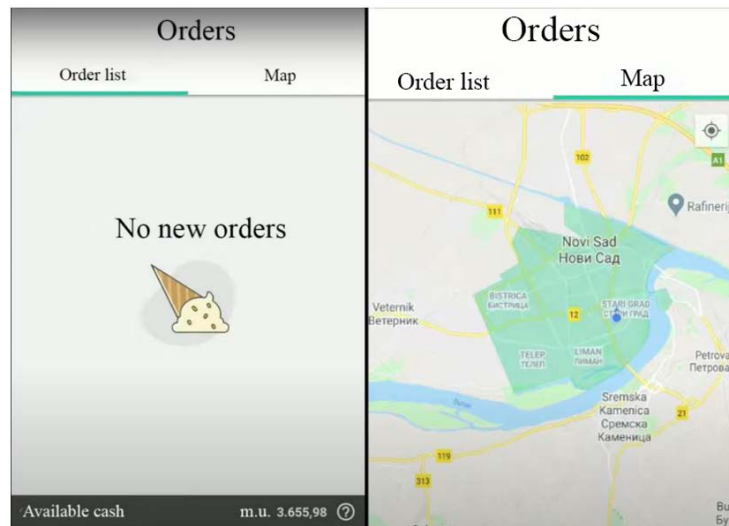 Orders
Order list Map
No new orders
Available cash m.u. 3.655,98 ?
Orders
Order list Map
102
A1
111
Rafinerij
Novi Sad
Нови Сад
BISTRICA
БИСТРИЦА
STARI GRAD
СТАРИ ГРАД
Veternik
Ветерник
12
TELEP
ТЕЛЕП
LIMAN
ЛИМАН
Petrova
Петрова
Sremska
Kamenica
Сремска
Каменица
21
119
313
Bu
Бу